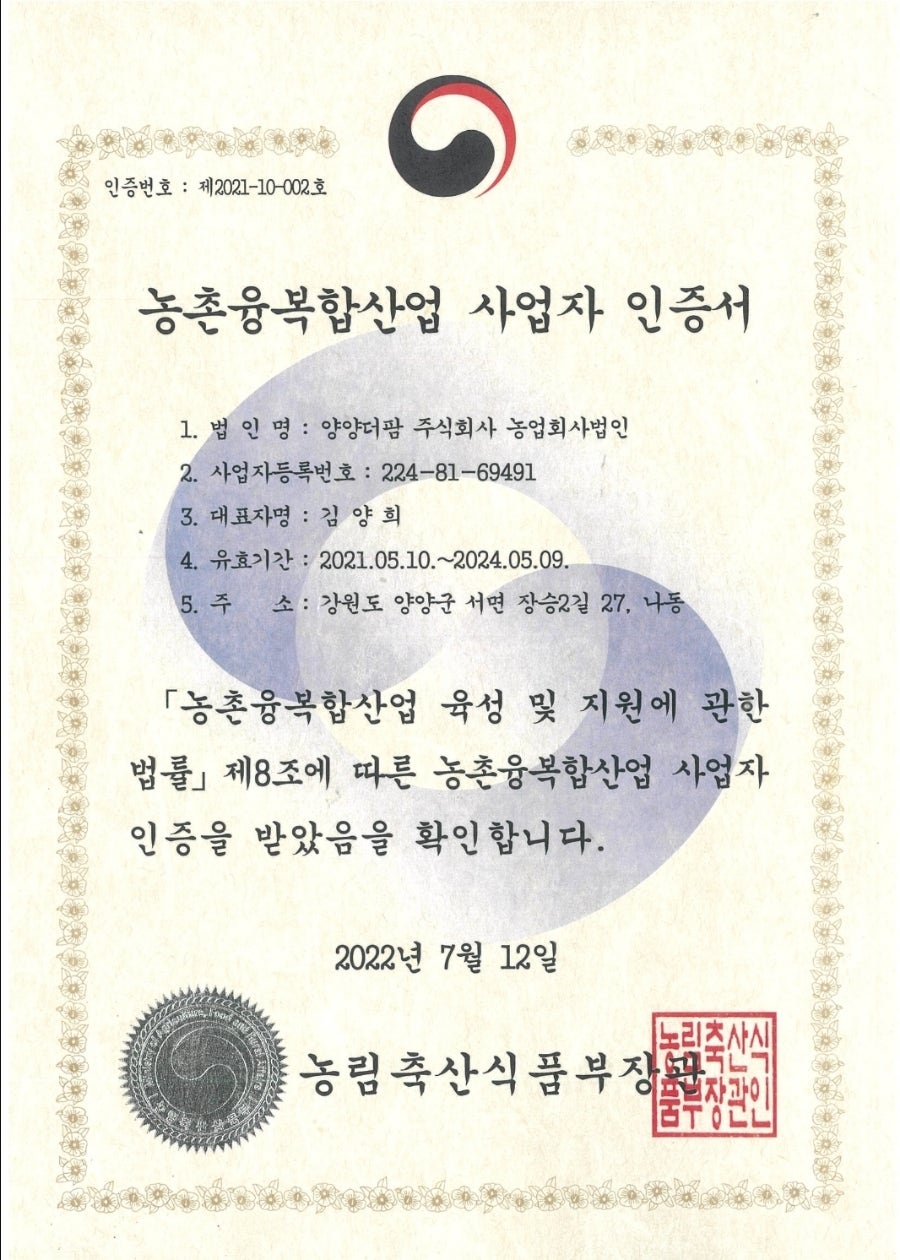 인증번호 : 제2021-10-002호
농촌융복합산업 사업자 인증서
1. 법 인 명 : 양양더팜 주식회사 농업회사법인
2. 사업자등록번호 : 224-81-69491
3. 대표자명 : 김 양 희
4. 유효기간 : 2021.05.10.~2024.05.09.
5. 주 소 : 강원도 양양군 서면 장승2길 27, 나동
「농촌융복합산업 육성 및 지원에 관한
법률」제8조에 따른 농촌융복합산업 사업자
인증을 받았음을 확인합니다.
2022년 7월 12일
농림축산식품부장관
농림축산식
품부장관인